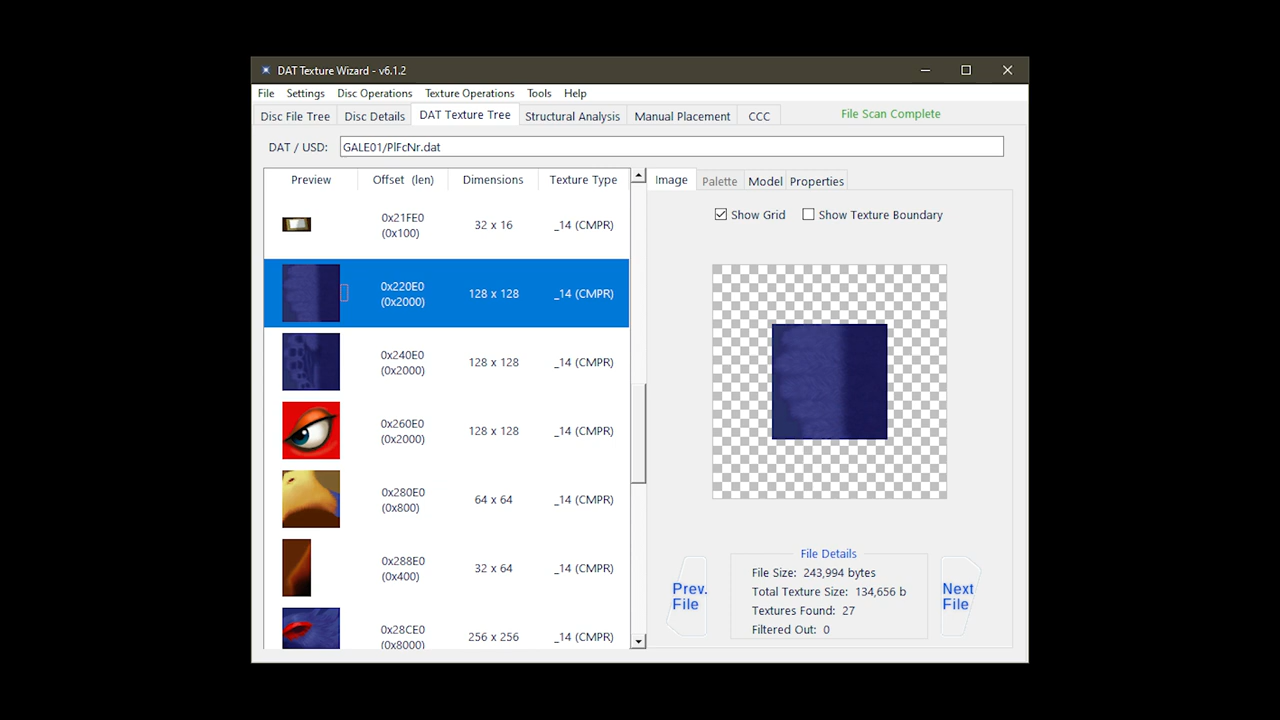 DAT Texture Wizard - v6.1.2
File Settings Disc Operations Texture Operations Tools Help
Disc File Tree Disc Details DAT Texture Tree Structural Analysis Manual Placement CCC File Scan Complete
DAT / USD: GALE01/PlFcNr.dat
Preview Offset (len) Dimensions Texture Type
0x21FE0
(0x100) 32 x 16 _14 (CMPR)
0x220E0
(0x2000) 128 x 128 _14 (CMPR)
0x240E0
(0x2000) 128 x 128 _14 (CMPR)
0x260E0
(0x2000) 128 x 128 _14 (CMPR)
0x280E0
(0x800) 64 x 64 _14 (CMPR)
0x288E0
(0x400) 32 x 64 _14 (CMPR)
0x28CE0
(0x8000) 256 x 256 _14 (CMPR)
Image Palette Model Properties
Show Grid Show Texture Boundary
Prev.
File
File Details
File Size: 243,994 bytes
Total Texture Size: 134,656 b
Textures Found: 27
Filtered Out: 0
Next
File